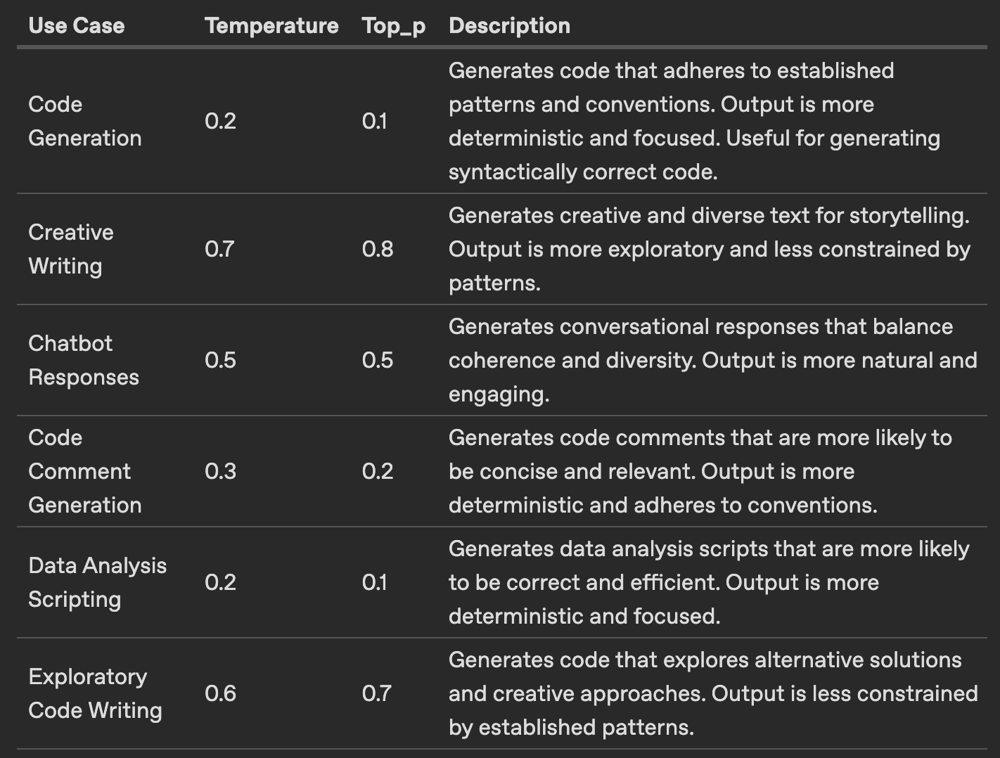 Use Case Temperature Top_p Description
Code Generation 0.2 0.1 Generates code that adheres to established
patterns and conventions. Output is more
deterministic and focused. Useful for generating
syntactically correct code.
Creative Writing 0.7 0.8 Generates creative and diverse text for storytelling.
Output is more exploratory and less constrained by
patterns.
Chatbot Responses 0.5 0.5 Generates conversational responses that balance
coherence and diversity. Output is more natural and
engaging.
Code Comment Generation 0.3 0.2 Generates code comments that are more likely to
be concise and relevant. Output is more
deterministic and adheres to conventions.
Data Analysis Scripting 0.2 0.1 Generates data analysis scripts that are more likely
to be correct and efficient. Output is more
deterministic and focused.
Exploratory Code Writing 0.6 0.7 Generates code that explores alternative solutions
and creative approaches. Output is less constrained
by established patterns.